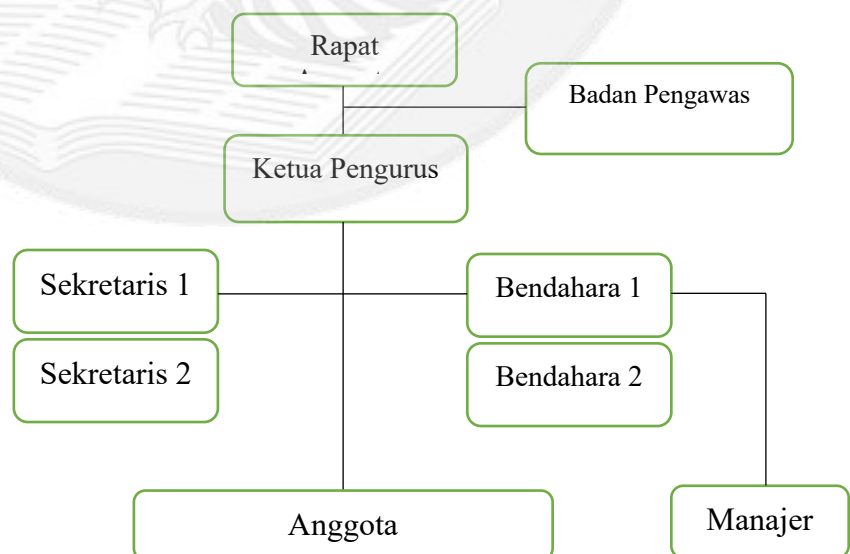 Rapat
Badan Pengawas
Ketua Pengurus
Sekretaris 1
Bendahara 1
Sekretaris 2
Bendahara 2
Anggota
Manajer